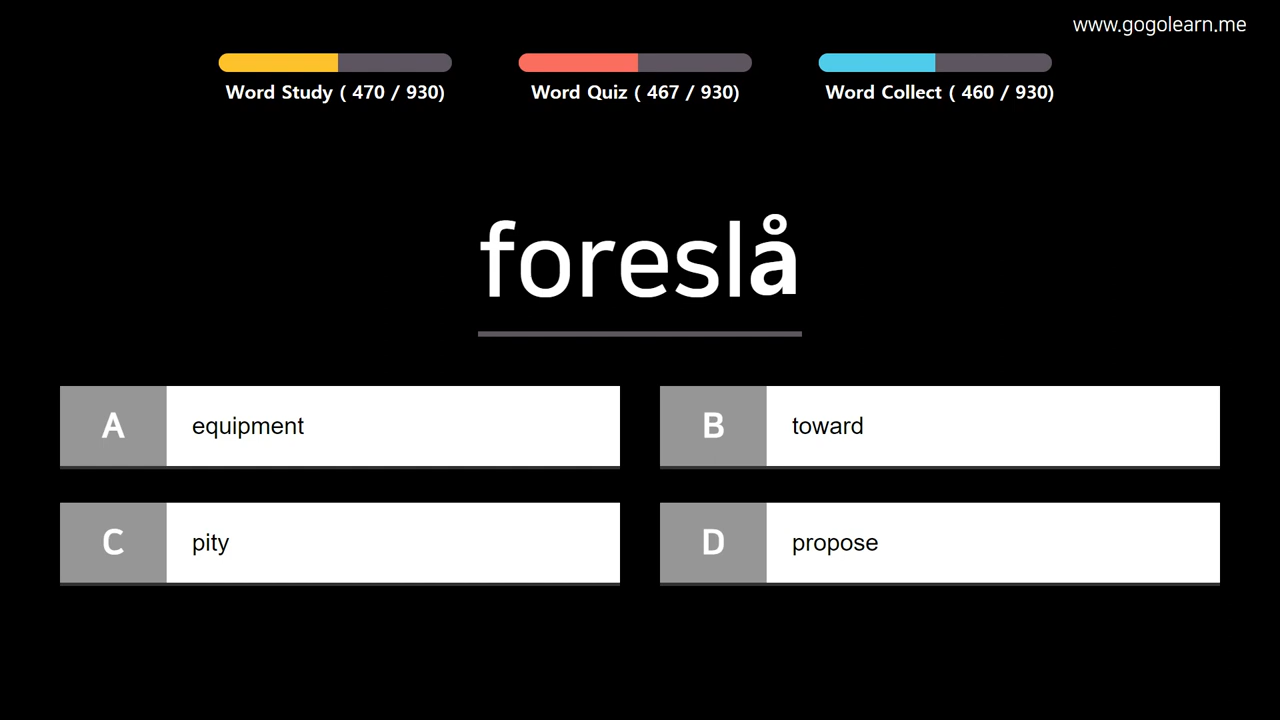 www.gogolearn.me
Word Study ( 470 / 930)
Word Quiz ( 467 / 930)
Word Collect ( 460 / 930)
foreslå
A equipment
B toward
C pity
D propose